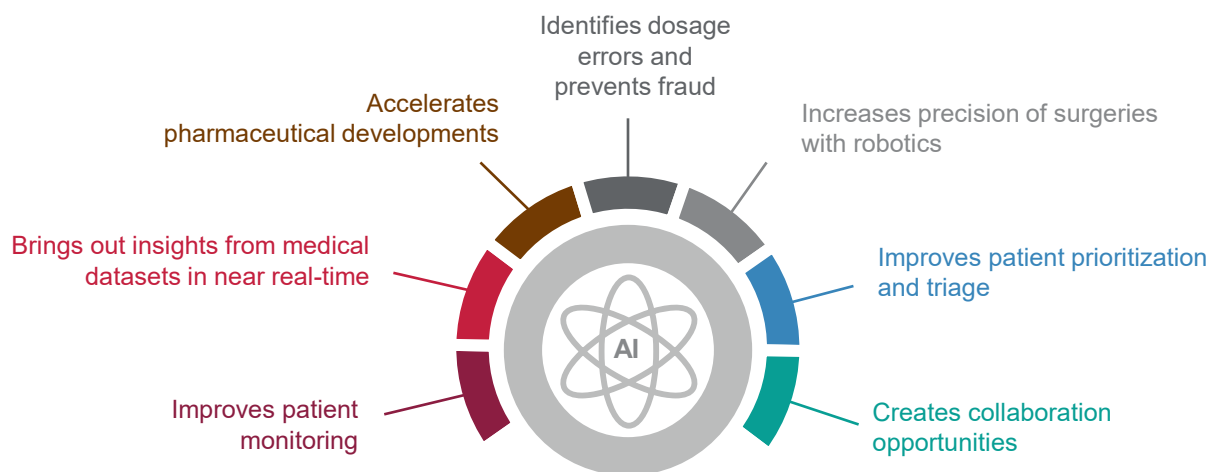 Identifies dosage
errors and
prevents fraud
Accelerates
pharmaceutical developments
Increases precision of surgeries
with robotics
Brings out insights from medical
datasets in near real-time
Improves patient prioritization
and triage
AI
Improves patient
monitoring
Creates collaboration
opportunities